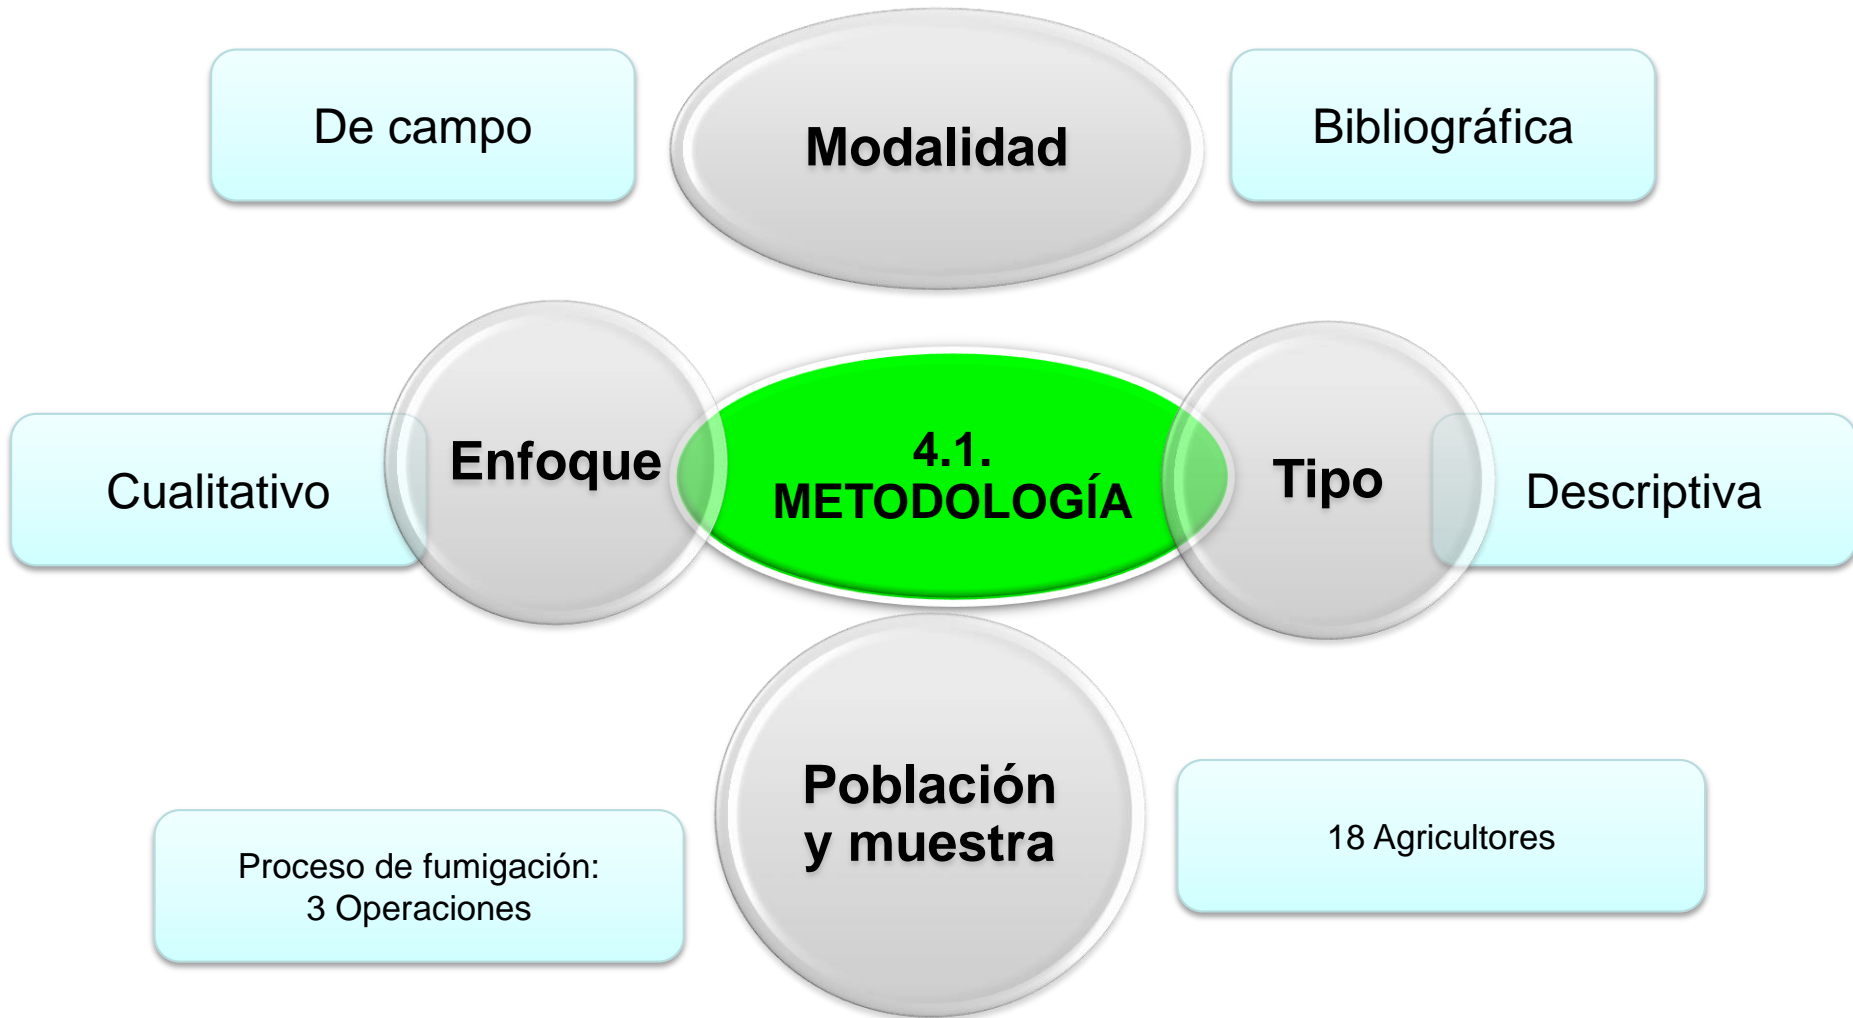 De campo
Modalidad
Bibliográfica
Cualitativo
Enfoque
4.1.
METODOLOGÍA
Tipo
Descriptiva
Población
y muestra
Proceso de fumigación:
3 Operaciones
18 Agricultores